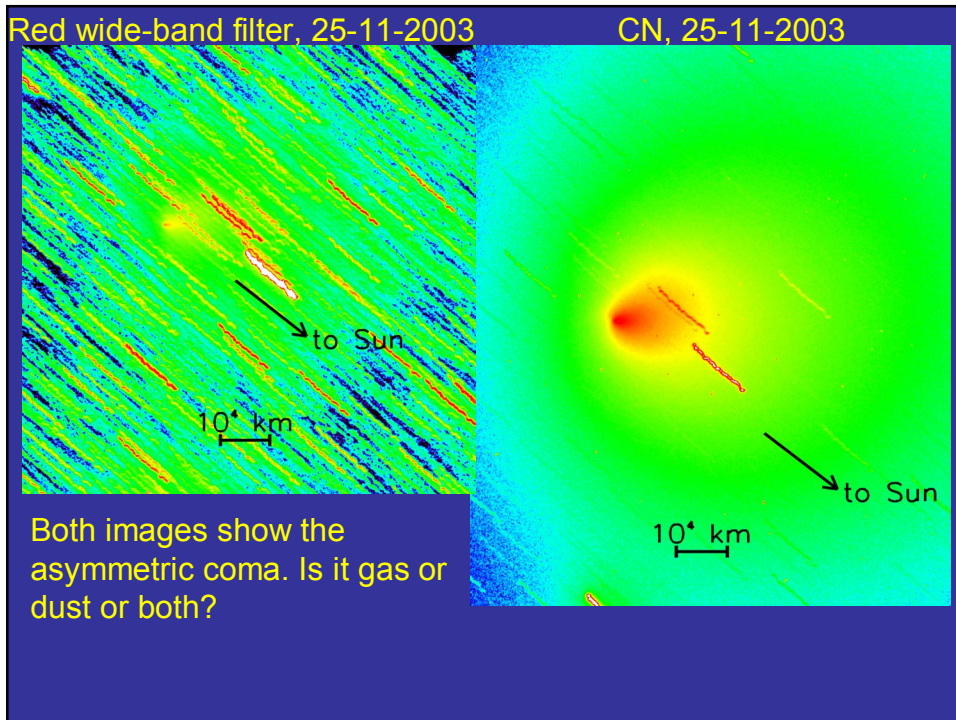 Red wide-band filter, 25-11-2003
CN, 25-11-2003
to Sun
10⁴ km
to Sun
10⁴ km
Both images show the
asymmetric coma. Is it gas or
dust or both?